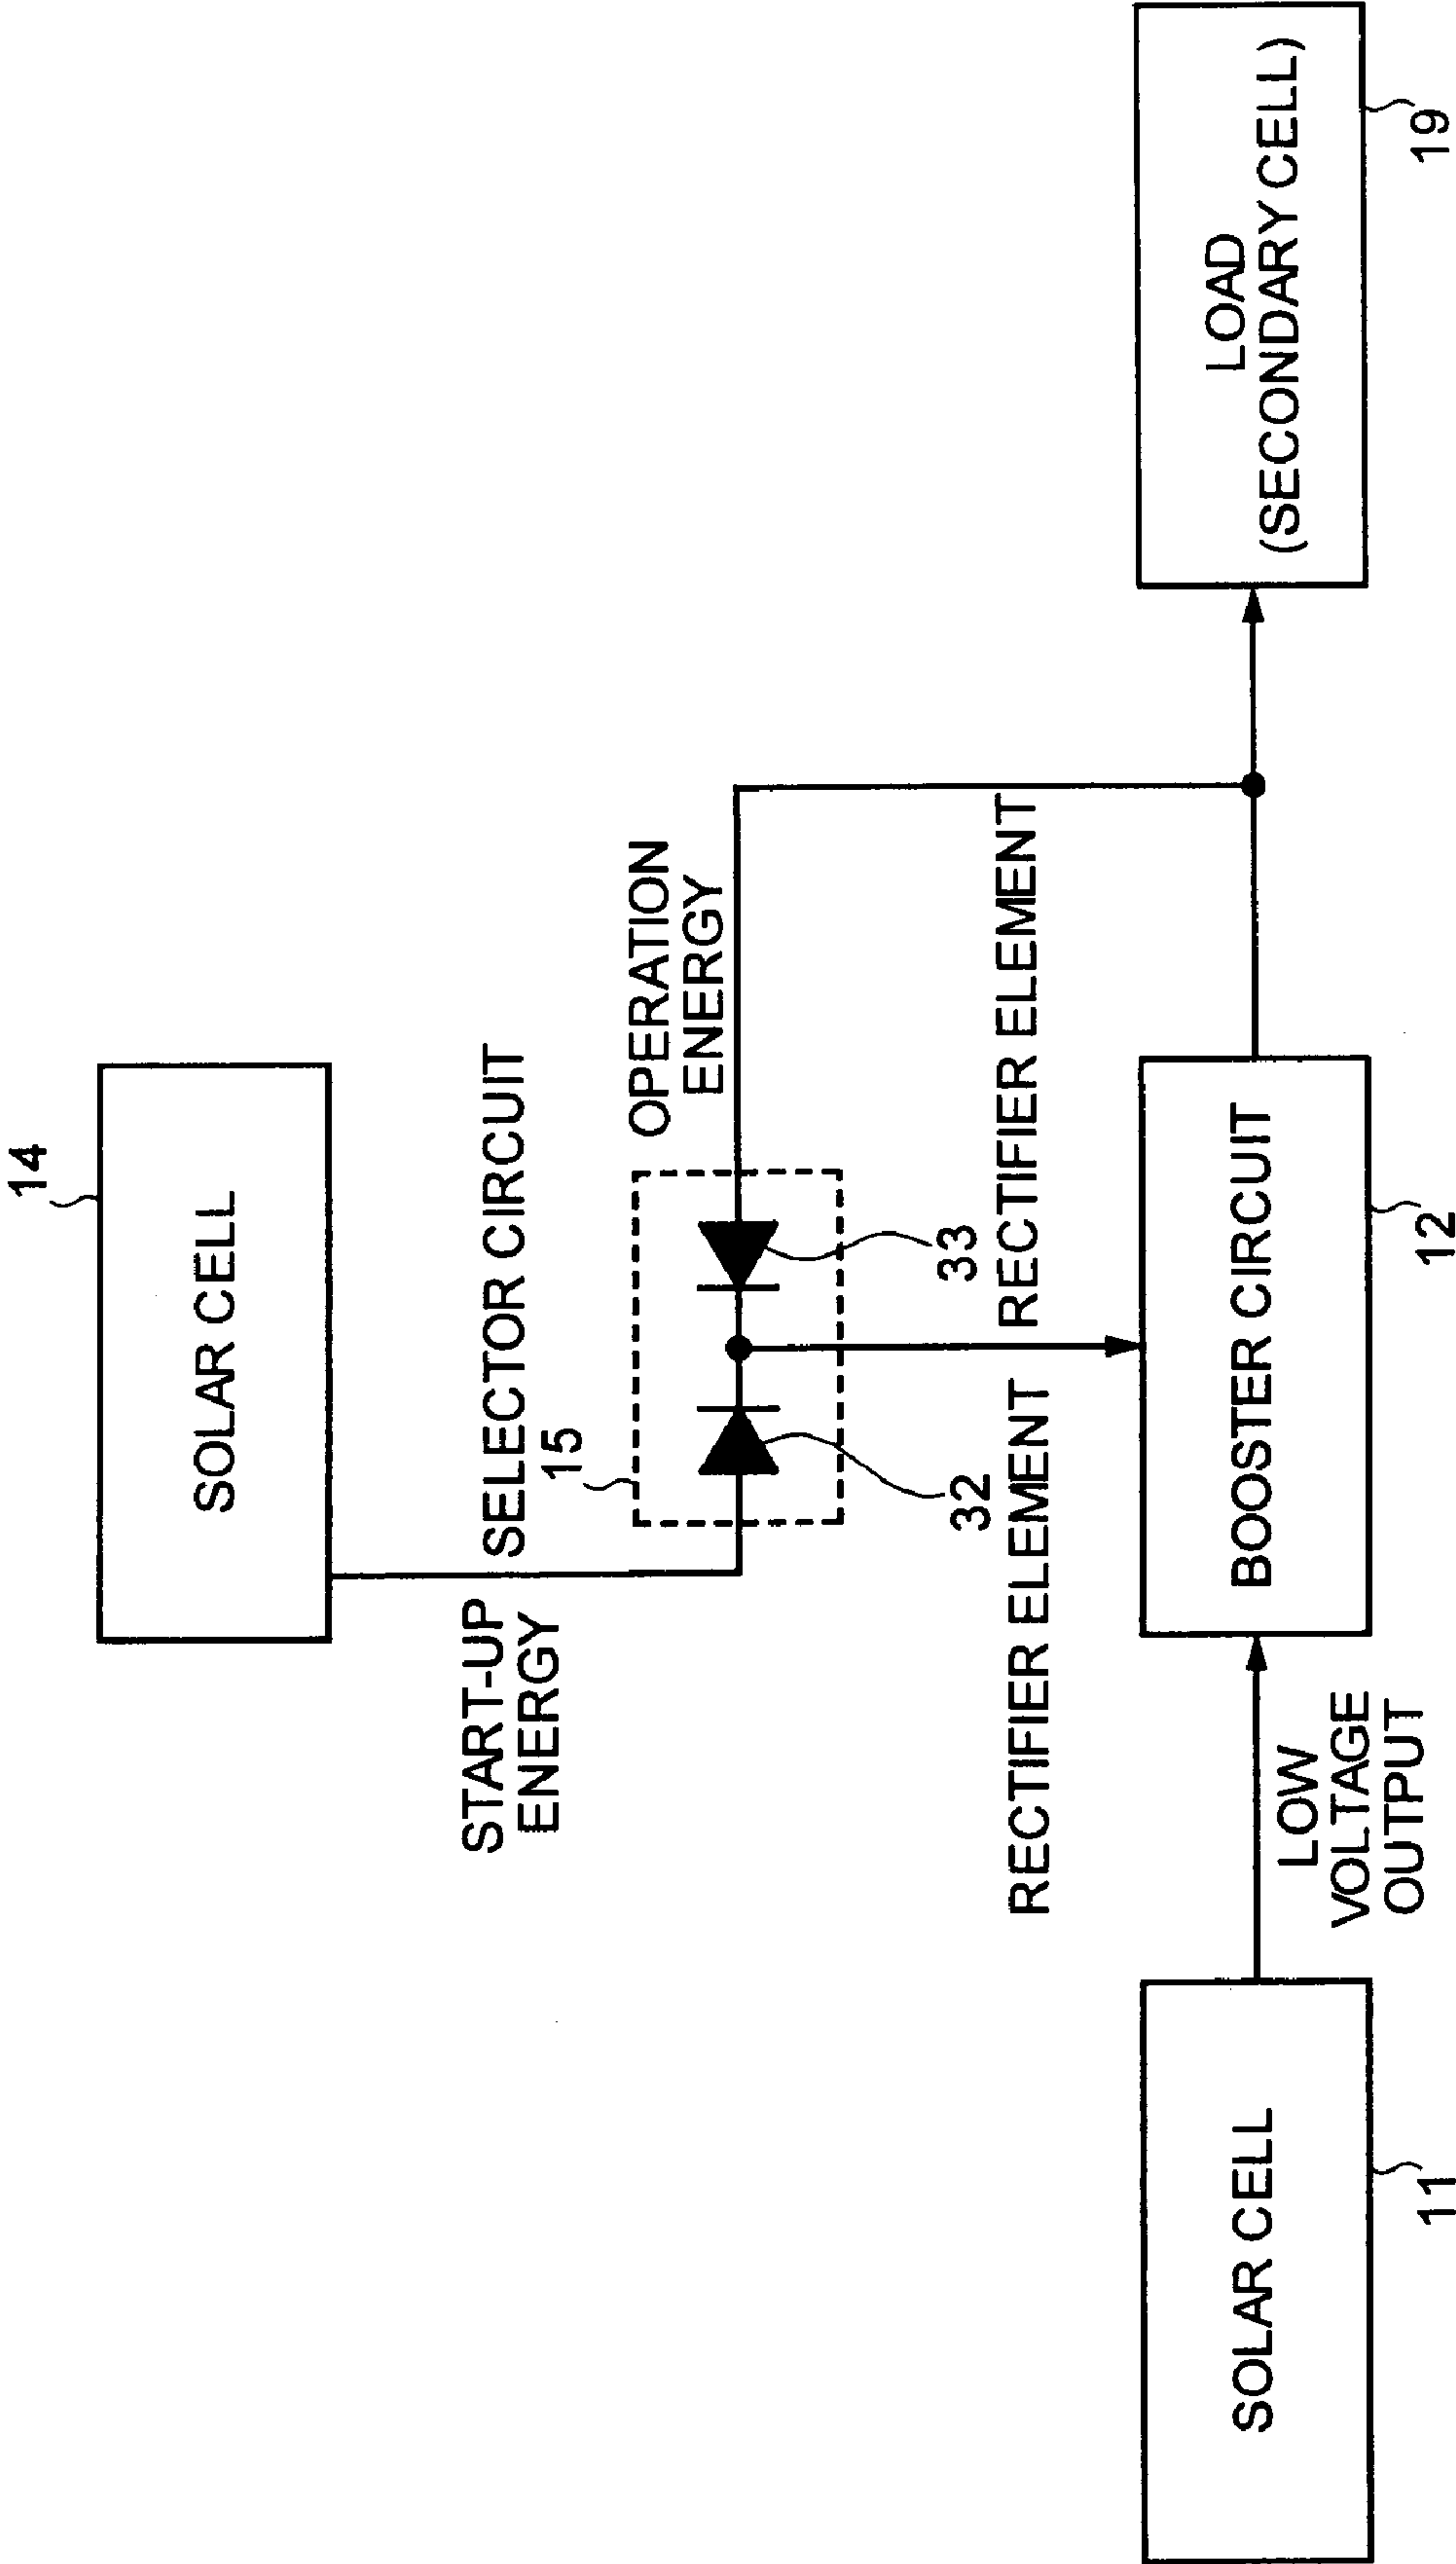 14
SOLAR CELL
START-UP
ENERGY
SELECTOR CIRCUIT
15
OPERATION
ENERGY
32
RECTIFIER ELEMENT
33
RECTIFIER ELEMENT
SOLAR CELL
11
LOW
VOLTAGE
OUTPUT
BOOSTER CIRCUIT
12
LOAD
(SECONDARY CELL)
19